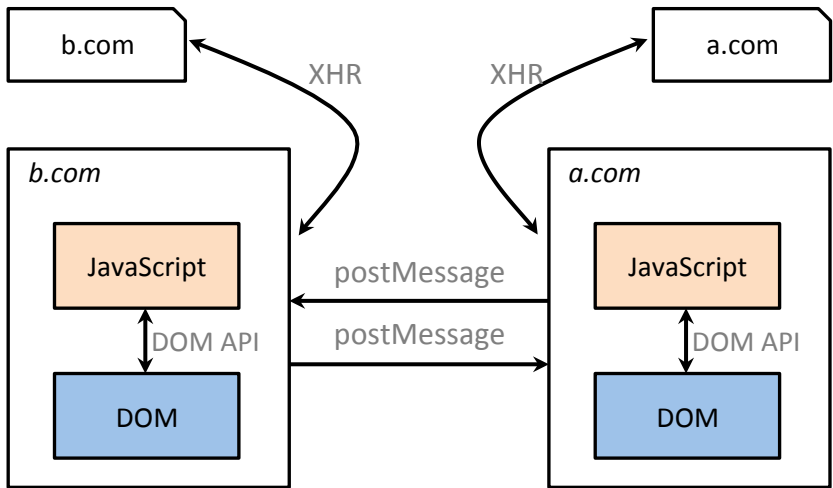 b.com
a.com
XHR
XHR
b.com
a.com
JavaScript
JavaScript
postMessage
DOM API
postMessage
DOM API
DOM
DOM